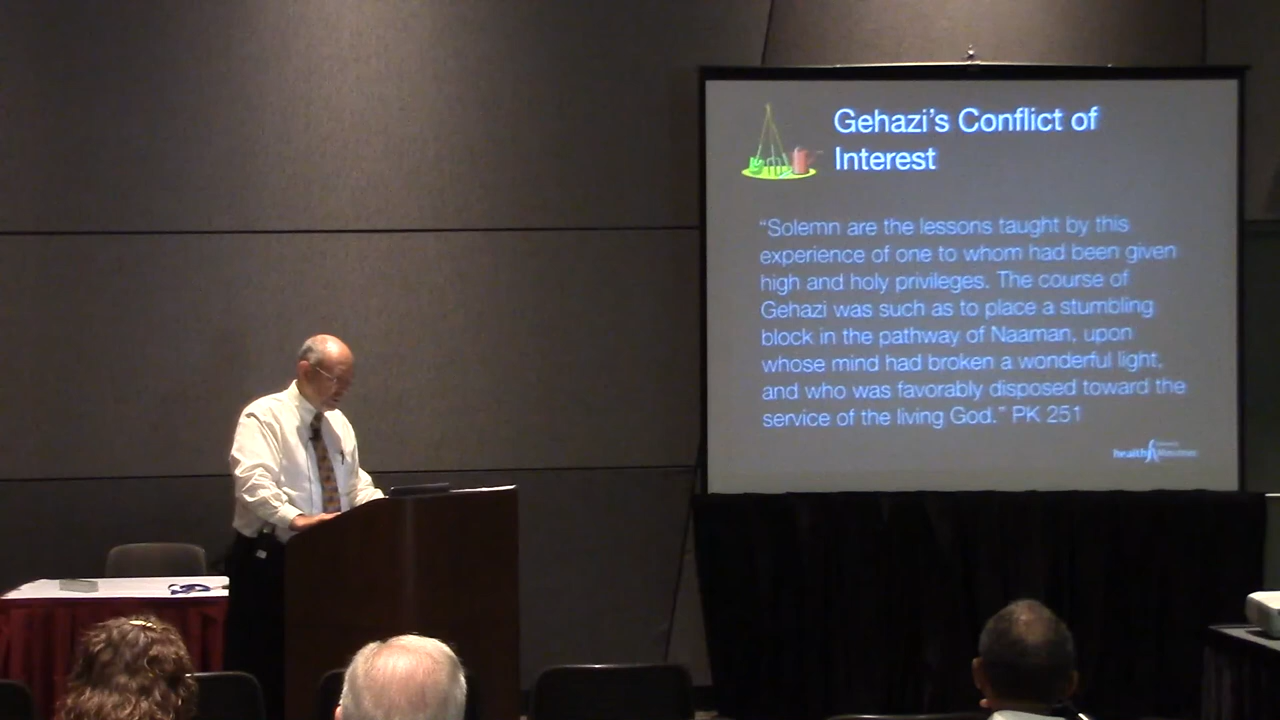 Gehazi's Conflict of
Interest
“Solemn are the lessons taught by this
experience of one to whom had been given
high and holy privileges. The course of
Gehazi was such as to place a stumbling
block in the pathway of Naaman, upon
whose mind had broken a wonderful light,
and who was favorably disposed toward the
service of the living God.” PK 251
health